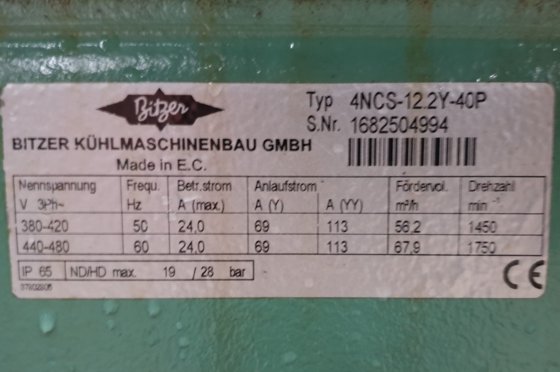 Bitzer
Typ 4NCS-12.2Y-40P
S.Nr. 1682504994
BITZER KÜHLMASCHINENBAU GMBH
Made in E.C.
Nennspannung Frequ. Betr.strom Anlaufstrom Fördervol. Drehzahl
V 3Ph~ Hz A (max.) A (Y) A (YY) m³/h min⁻¹
380-420 50 24,0 69 113 56,2 1450
440-480 60 24,0 69 113 67,9 1750
IP 65 ND/HD max. 19 / 28 bar
CE